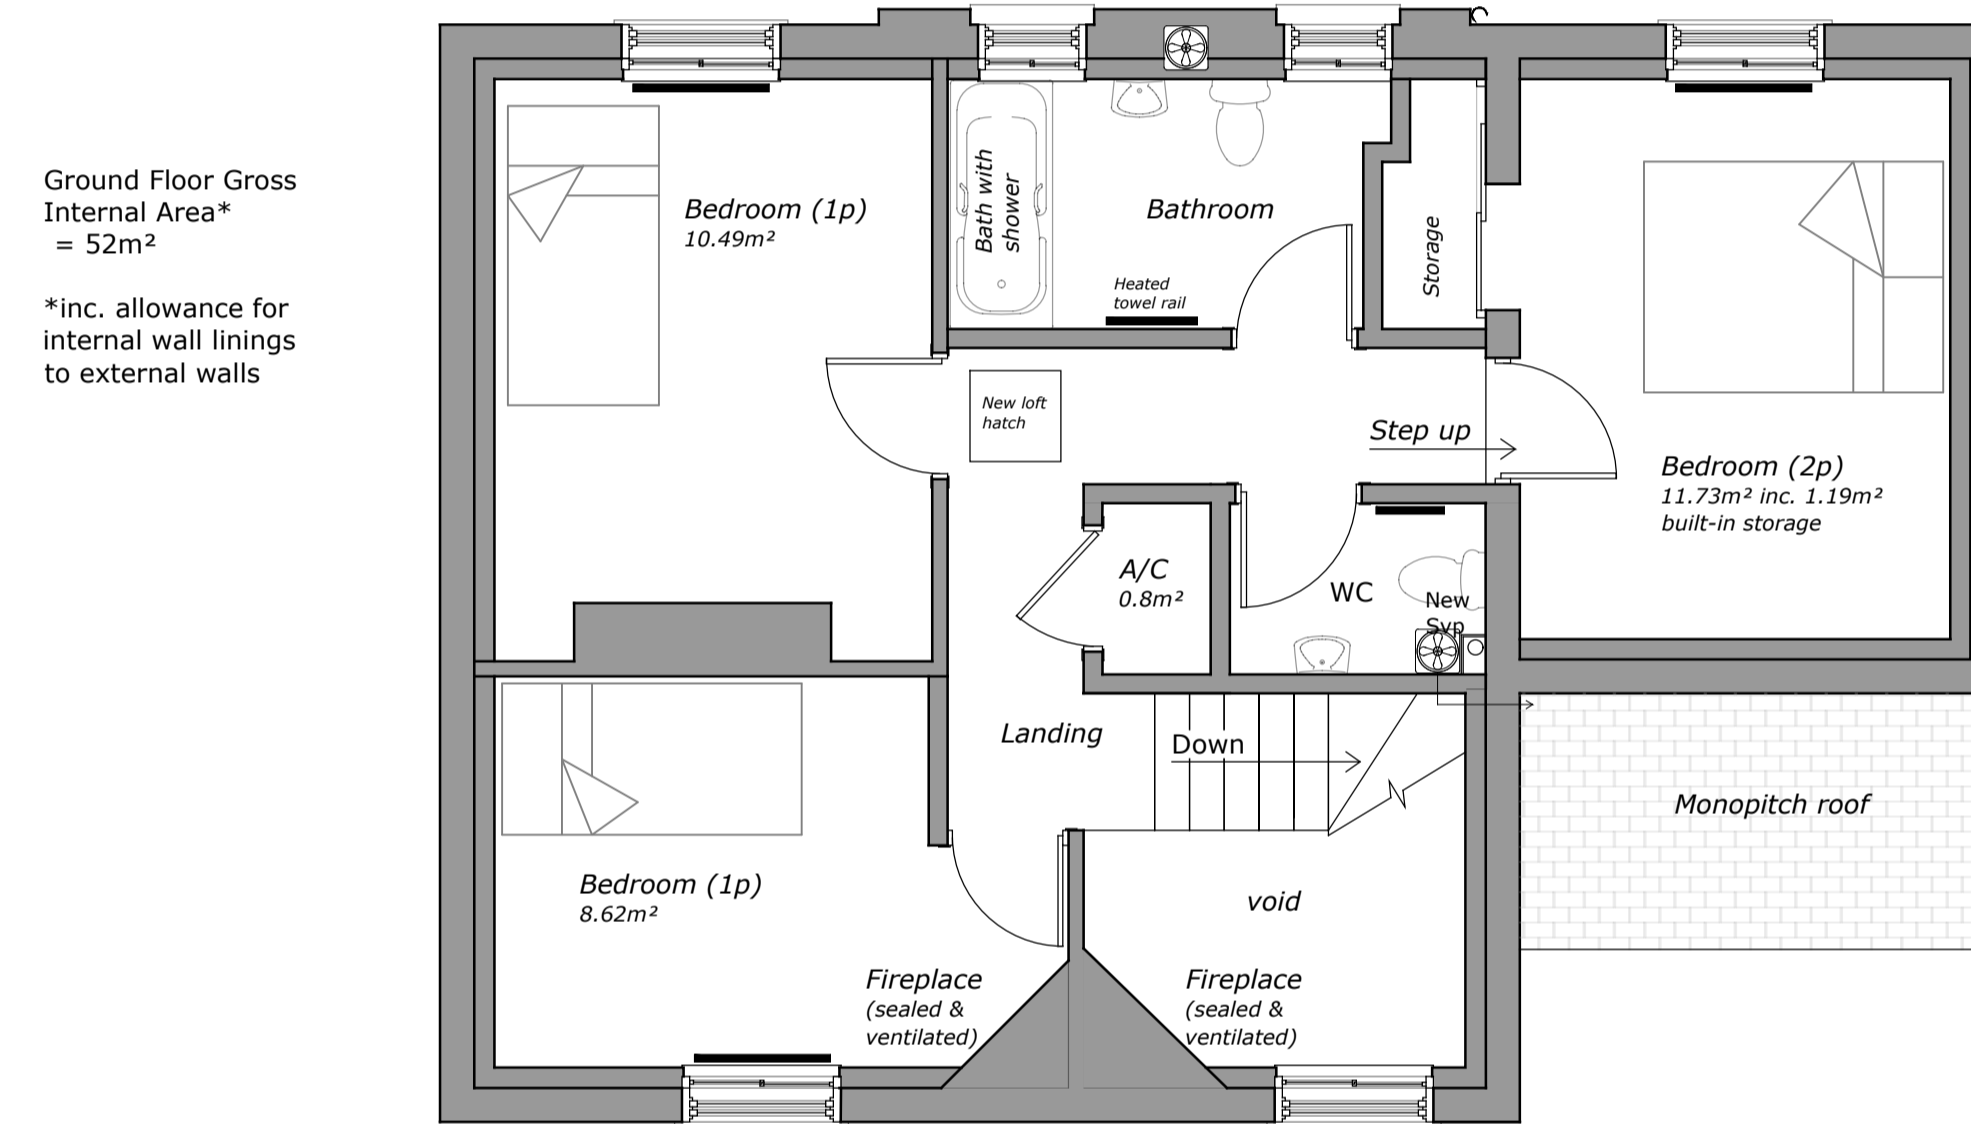 Ground Floor Gross
Internal Area*
= 52m²
*inc. allowance for
internal wall linings
to external walls
Bedroom (1p)
10.49m²
Bath with
shower
Bathroom
Heated
towel rail
Storage
New loft
hatch
Step up
Bedroom (2p)
11.73m² inc. 1.19m²
built-in storage
A/C
0.8m²
WC
New
Svp
Landing
Down
Monopitch roof
Bedroom (1p)
8.62m²
void
Fireplace
(sealed &
ventilated)
Fireplace
(sealed &
ventilated)